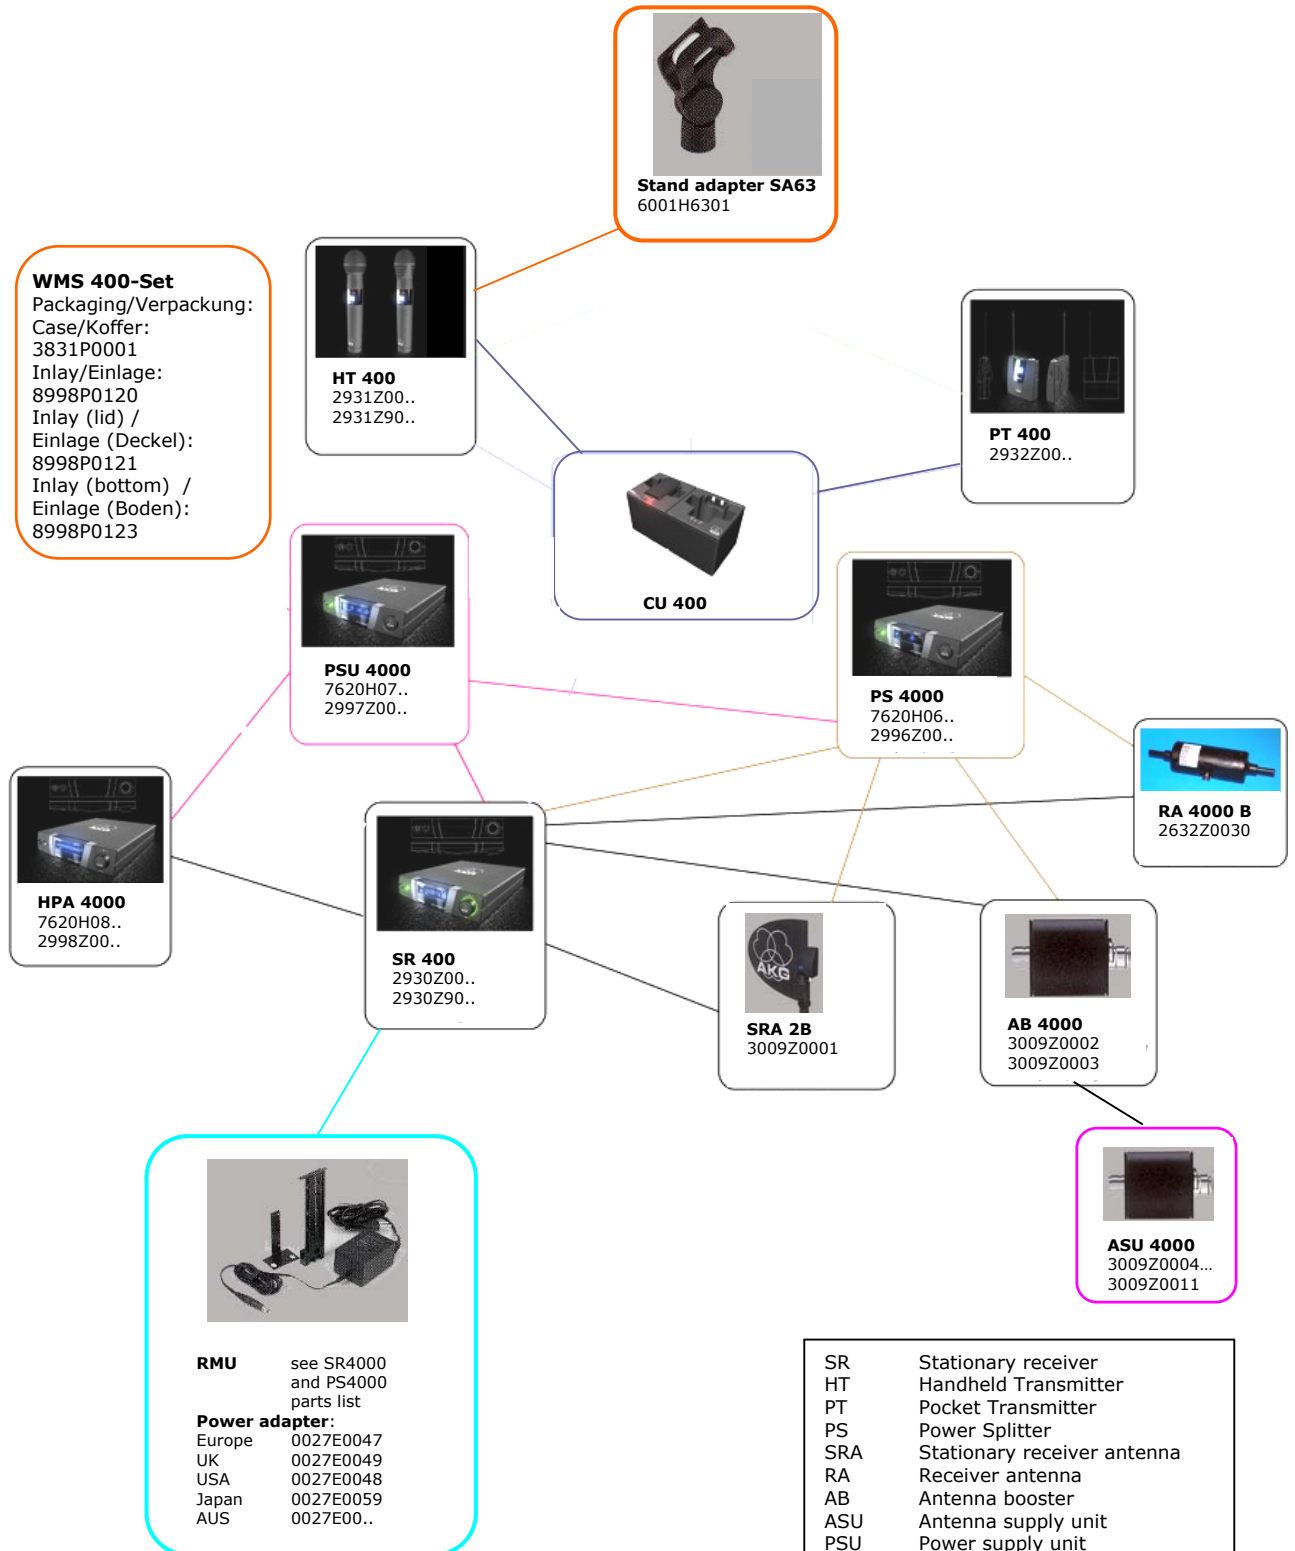 Stand adapter SA63
6001H6301
WMS 400-Set
Packaging/Verpackung:
Case/Koffer:
3831P0001
Inlay/Einlage:
8998P0120
Inlay (lid) /
Einlage (Deckel):
8998P0121
Inlay (bottom) /
Einlage (Boden):
8998P0123
HT 400
2931Z00..
2931Z90..
PT 400
2932Z00..
CU 400
PSU 4000
7620H07..
2997Z00..
PS 4000
7620H06..
2996Z00..
RA 4000 B
2632Z0030
HPA 4000
7620H08..
2998Z00..
SR 400
2930Z00..
2930Z90..
AKG
SRA 2B
3009Z0001
AB 4000
3009Z0002
3009Z0003
ASU 4000
3009Z0004...
3009Z0011
RMU see SR4000
and PS4000
parts list
Power adapter:
Europe 0027E0047
UK 0027E0049
USA 0027E0048
Japan 0027E0059
AUS 0027E00..
SR Stationary receiver
HT Handheld Transmitter
PT Pocket Transmitter
PS Power Splitter
SRA Stationary receiver antenna
RA Receiver antenna
AB Antenna booster
ASU Antenna supply unit
PSU Power supply unit